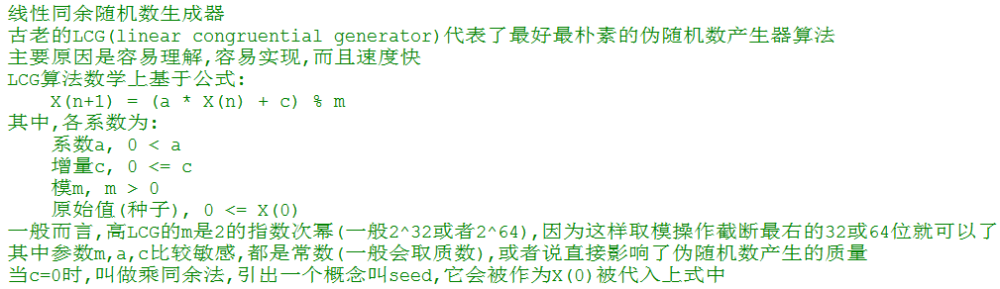 线性同余随机数生成器
古老的LCG(linear congruential generator)代表了最好最朴素的伪随机数产生器算法
主要原因是容易理解,容易实现,而且速度快
LCG算法数学上基于公式:
X(n+1) = (a * X(n) + c) % m
其中,各系数为:
系数a, 0 < a
增量c, 0 <= c
模m, m > 0
原始值(种子), 0 <= X(0)
一般而言,高LCG的m是2的指数次幂(一般2^32或者2^64),因为这样取模操作截断最右的32或64位就可以了
其中参数m,a,c比较敏感,都是常数(一般会取质数),或者说直接影响了伪随机数产生的质量
当c=0时,叫做乘同余法,引出一个概念叫seed,它会被作为X(0)被代入上式中